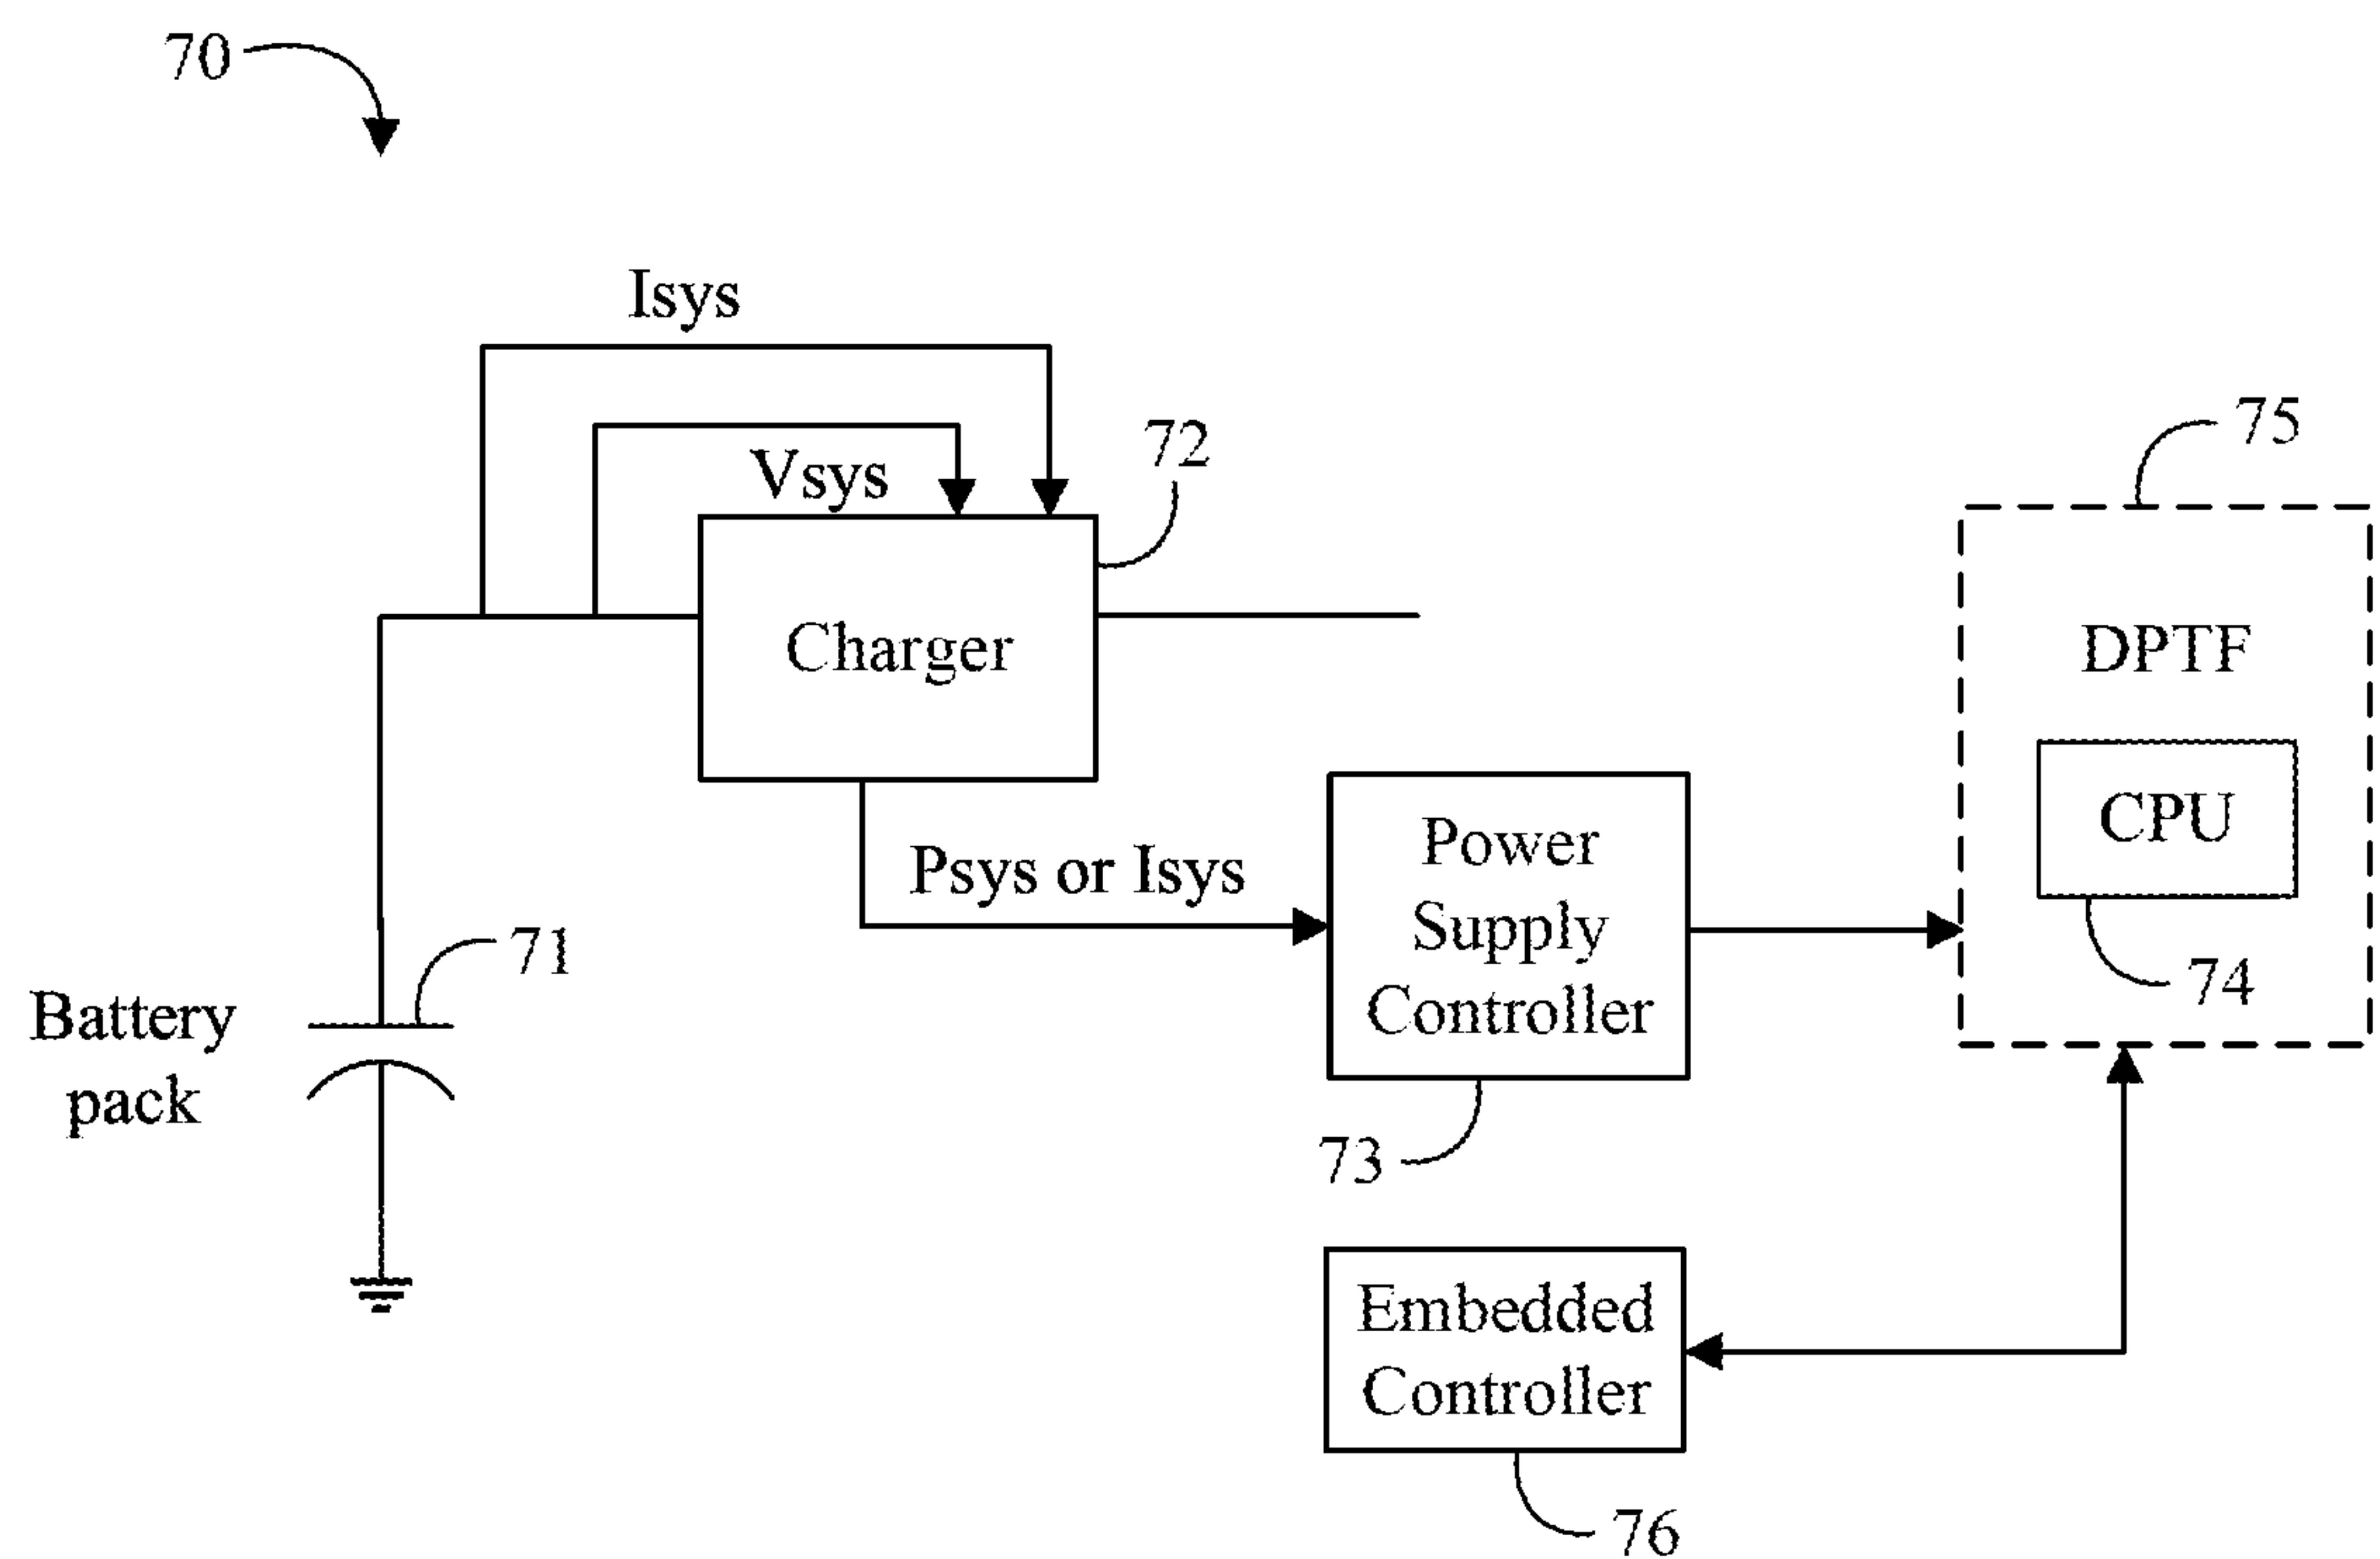 70
Isys
Vsys
72
75
Charger
DPTF
CPU
Psys or Isys
Power
Supply
Controller
71
74
Battery
pack
73
Embedded
Controller
76